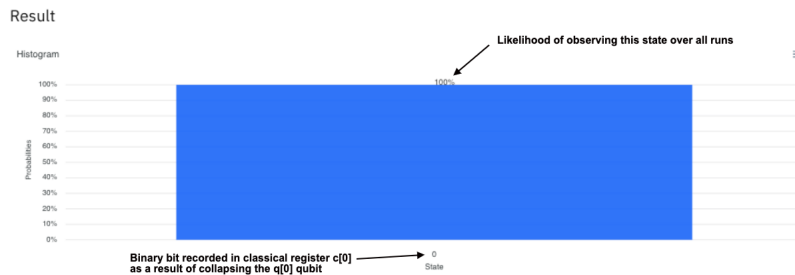 Result
Likelihood of observing this state over all runs
Histogram
100%
100%
90%
80%
70%
60%
50%
40%
30%
20%
10%
0%
Probabilities
0
State
Binary bit recorded in classical register c[0]
as a result of collapsing the q[0] qubit